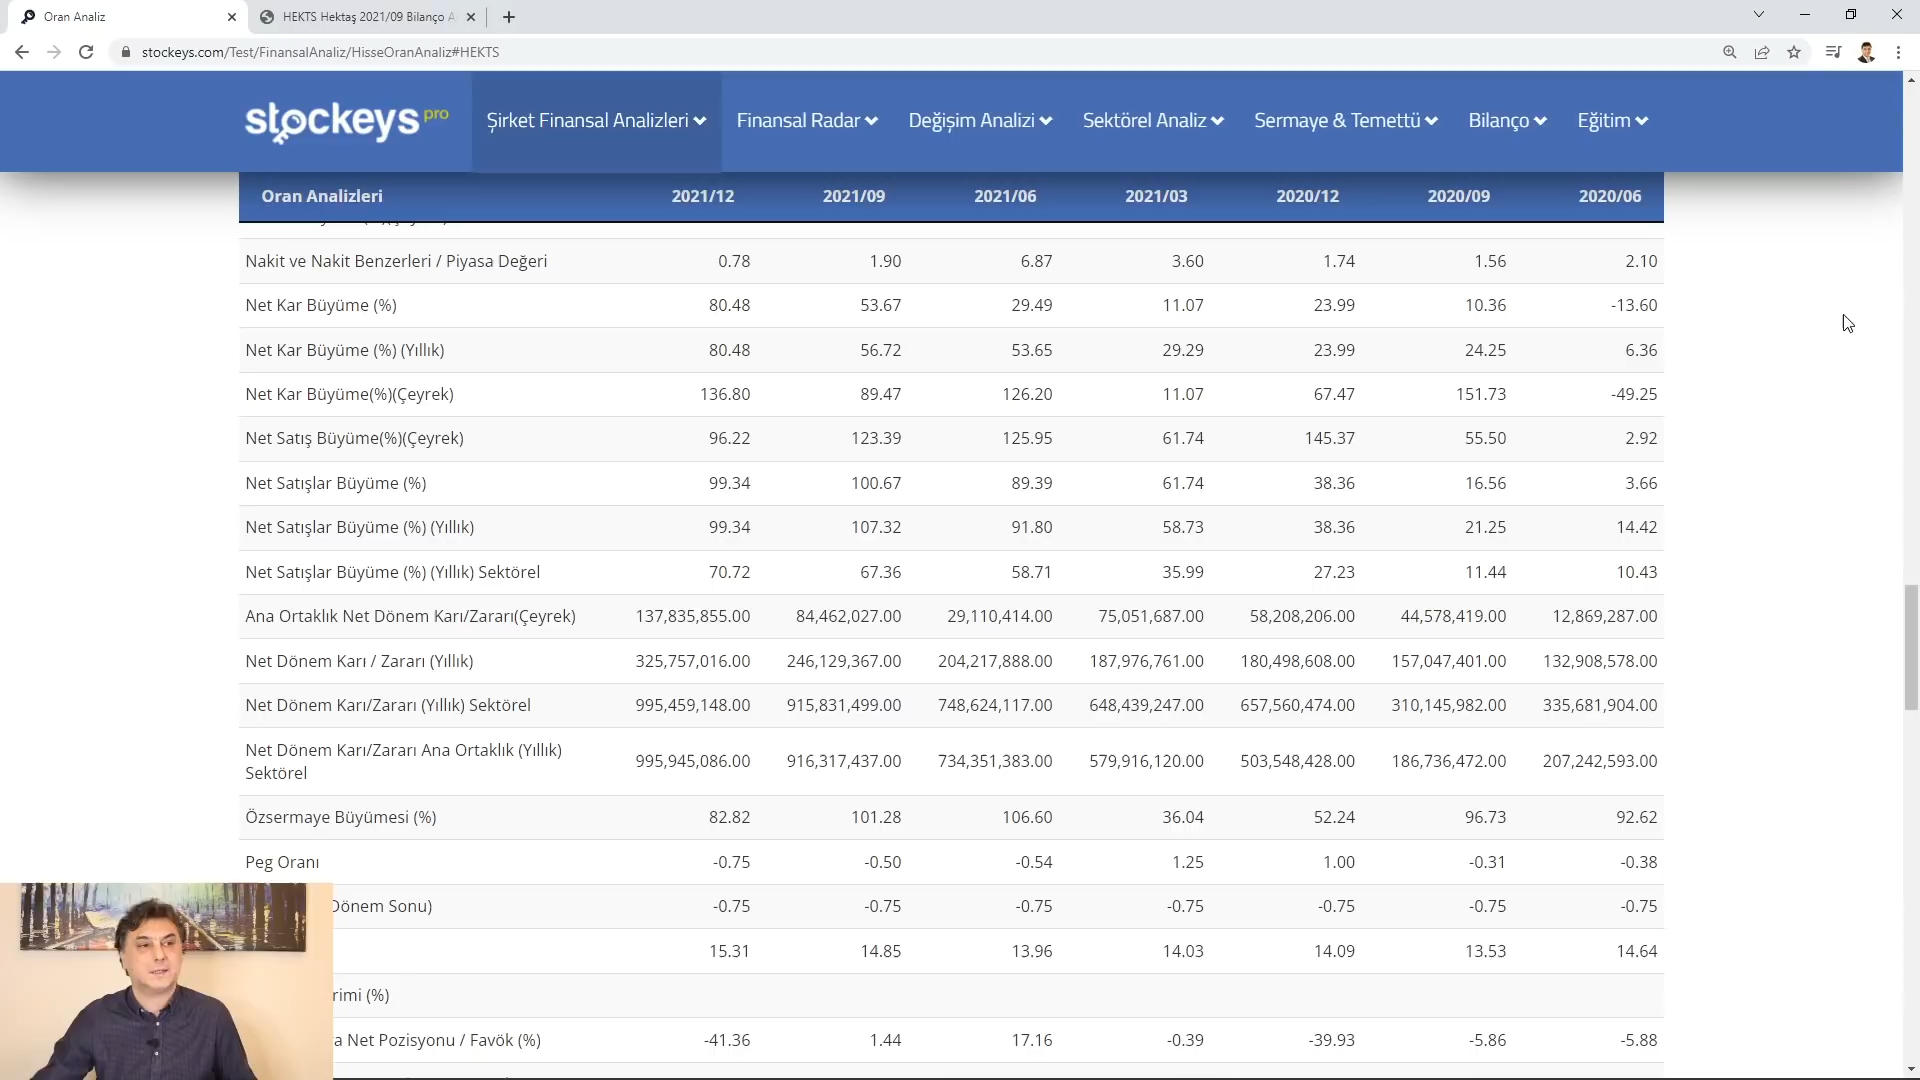 Oran Analiz
HEKTS Hektaş 2021/09 Bilanço A
stockeys.com/Test/FinansalAnaliz/HisseOranAnaliz#HEKTS
stockeys pro
Şirket Finansal Analizleri
Finansal Radar
Değişim Analizi
Sektörel Analiz
Sermaye & Temettü
Bilanço
Eğitim
Oran Analizleri 2021/12 2021/09 2021/06 2021/03 2020/12 2020/09 2020/06
Nakit ve Nakit Benzerleri / Piyasa Değeri 0.78 1.90 6.87 3.60 1.74 1.56 2.10
Net Kar Büyüme (%) 80.48 53.67 29.49 11.07 23.99 10.36 -13.60
Net Kar Büyüme (%) (Yıllık) 80.48 56.72 53.65 29.29 23.99 24.25 6.36
Net Kar Büyüme(%)(Çeyrek) 136.80 89.47 126.20 11.07 67.47 151.73 -49.25
Net Satış Büyüme(%)(Çeyrek) 96.22 123.39 125.95 61.74 145.37 55.50 2.92
Net Satışlar Büyüme (%) 99.34 100.67 89.39 61.74 38.36 16.56 3.66
Net Satışlar Büyüme (%) (Yıllık) 99.34 107.32 91.80 58.73 38.36 21.25 14.42
Net Satışlar Büyüme (%) (Yıllık) Sektörel 70.72 67.36 58.71 35.99 27.23 11.44 10.43
Ana Ortaklık Net Dönem Karı/Zararı(Çeyrek) 137,835,855.00 84,462,027.00 29,110,414.00 75,051,687.00 58,208,206.00 44,578,419.00 12,869,287.00
Net Dönem Karı / Zararı (Yıllık) 325,757,016.00 246,129,367.00 204,217,888.00 187,976,761.00 180,498,608.00 157,047,401.00 132,908,578.00
Net Dönem Karı/Zararı (Yıllık) Sektörel 995,459,148.00 915,831,499.00 748,624,117.00 648,439,247.00 657,560,474.00 310,145,982.00 335,681,904.00
Net Dönem Karı/Zararı Ana Ortaklık (Yıllık)
Sektörel 995,945,086.00 916,317,437.00 734,351,383.00 579,916,120.00 503,548,428.00 186,736,472.00 207,242,593.00
Özsermaye Büyümesi (%) 82.82 101.28 106.60 36.04 52.24 96.73 92.62
Peg Oranı -0.75 -0.50 -0.54 1.25 1.00 -0.31 -0.38
Dönem Sonu) -0.75 -0.75 -0.75 -0.75 -0.75 -0.75 -0.75
15.31 14.85 13.96 14.03 14.09 13.53 14.64
rimi (%)
a Net Pozisyonu / Favök (%) -41.36 1.44 17.16 -0.39 -39.93 -5.86 -5.88